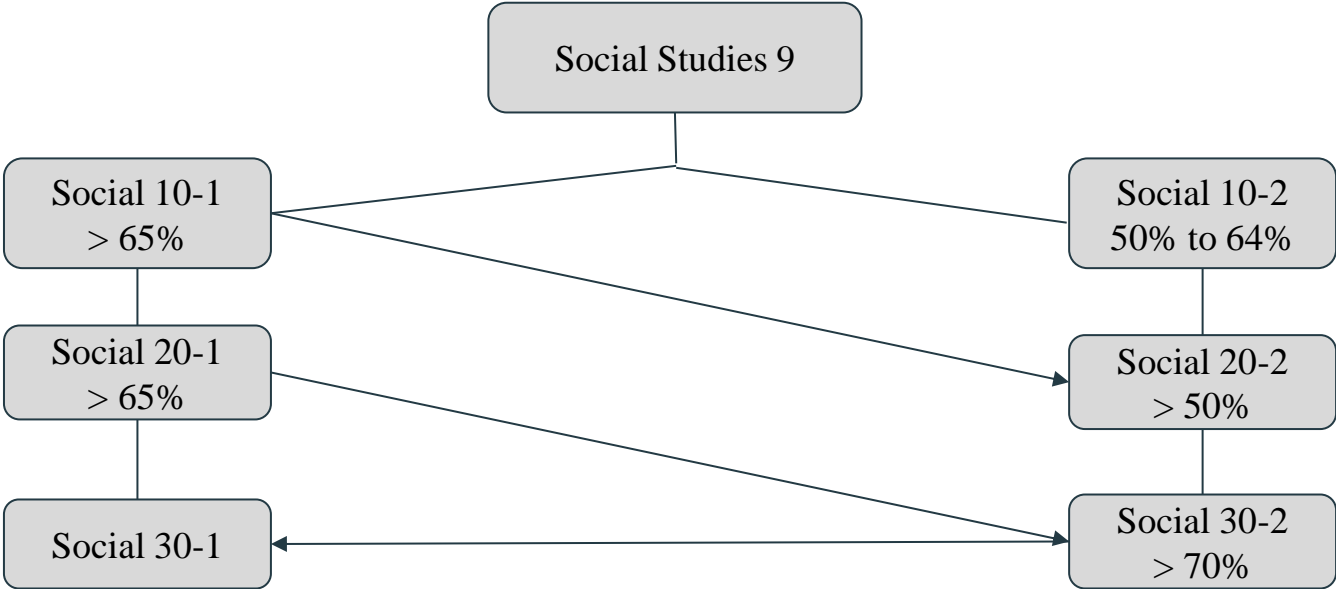 Social Studies 9
Social 10-1
> 65%
Social 10-2
50% to 64%
Social 20-1
> 65%
Social 20-2
> 50%
Social 30-1
Social 30-2
> 70%